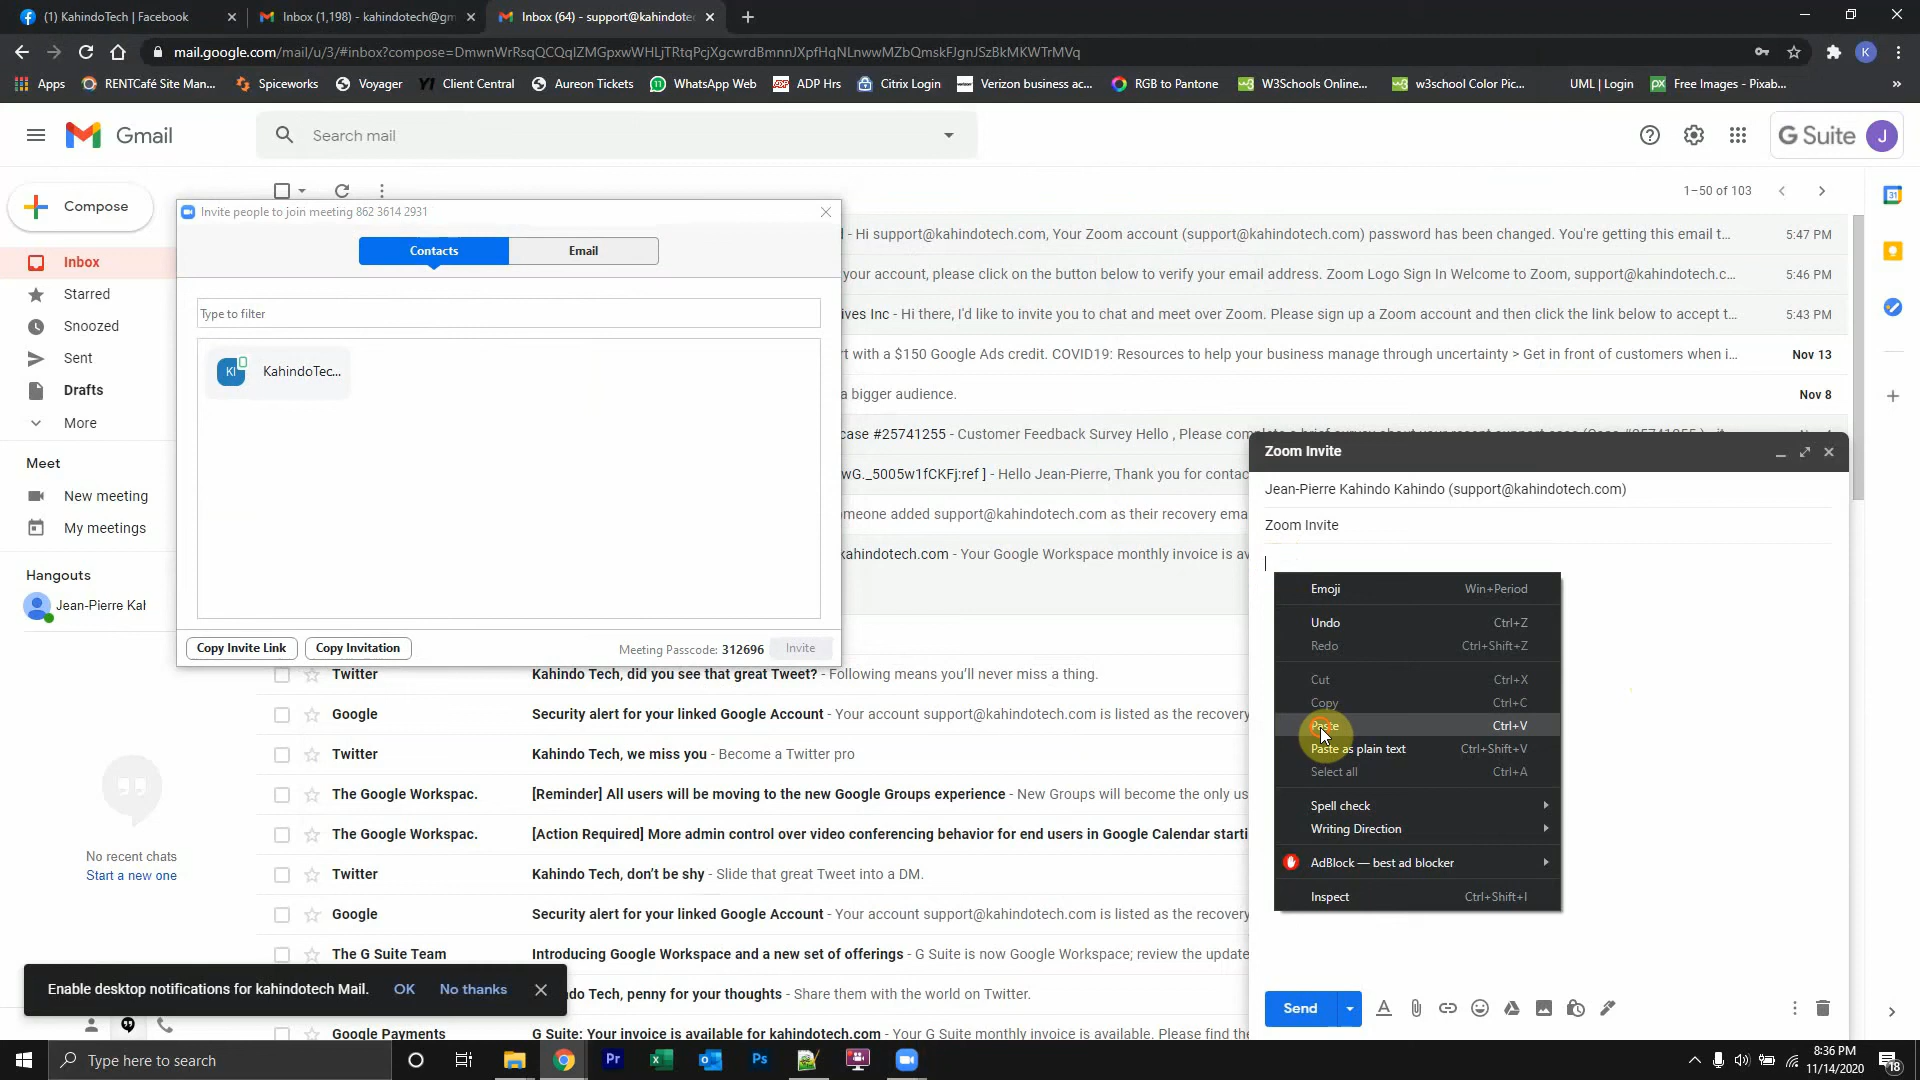 (1) KahindoTech | Facebook
Inbox (1,198) - kahindotech@gm
Inbox (64) - support@kahindotec
mail.google.com/mail/u/3/#inbox?compose=DmwnWrRsqQCQqIZMGpxwWHLjTRtqPcjXgcwrdBmnnJXpfHqNLnwwMZbQmskFJgnJSzBkMKWTrMVq
K
Apps
RENTCafé Site Man...
Spiceworks
Voyager
Client Central
Aureon Tickets
WhatsApp Web
ADP Hrs
Citrix Login
Verizon business ac...
RGB to Pantone
W3Schools Online...
w3school Color Pic...
UML | Login
Free Images - Pixab...
Gmail
Search mail
G Suite
J
Compose
1–50 of 103
Invite people to join meeting 862 3614 2931
Contacts
Email
Type to filter
KI
KahindoTec...
Copy Invite Link
Copy Invitation
Meeting Passcode: 312696
Invite
Inbox
Starred
Snoozed
Sent
Drafts
More
Meet
New meeting
My meetings
Hangouts
Jean-Pierre Kal
No recent chats
Start a new one
- Hi support@kahindotech.com, Your Zoom account (support@kahindotech.com) password has been changed. You're getting this email t...
5:47 PM
your account, please click on the button below to verify your email address. Zoom Logo Sign In Welcome to Zoom, support@kahindotech.c...
5:46 PM
ives Inc - Hi there, I'd like to invite you to chat and meet over Zoom. Please sign up a Zoom account and then click the link below to accept t...
5:43 PM
rt with a $150 Google Ads credit. COVID19: Resources to help your business manage through uncertainty > Get in front of customers when i...
Nov 13
a bigger audience.
Nov 8
case #25741255 - Customer Feedback Survey Hello , Please com
wG._5005w1fCKFj:ref ] - Hello Jean-Pierre, Thank you for contac
meone added support@kahindotech.com as their recovery ema
kahindotech.com - Your Google Workspace monthly invoice is av
Twitter
Kahindo Tech, did you see that great Tweet? - Following means you'll never miss a thing.
Google
Security alert for your linked Google Account - Your account support@kahindotech.com is listed as the recovery
Twitter
Kahindo Tech, we miss you - Become a Twitter pro
The Google Workspac.
[Reminder] All users will be moving to the new Google Groups experience - New Groups will become the only us
The Google Workspac.
[Action Required] More admin control over video conferencing behavior for end users in Google Calendar starti
Twitter
Kahindo Tech, don't be shy - Slide that great Tweet into a DM.
Google
Security alert for your linked Google Account - Your account support@kahindotech.com is listed as the recovery
The G Suite Team
Introducing Google Workspace and a new set of offerings - G Suite is now Google Workspace; review the update
do Tech, penny for your thoughts - Share them with the world on Twitter.
Google Payments
G Suite: Your invoice is available for kahindotech.com - Your G Suite monthly invoice is available. Please find the
Enable desktop notifications for kahindotech Mail.
OK
No thanks
Zoom Invite
Jean-Pierre Kahindo Kahindo (support@kahindotech.com)
Zoom Invite
Emoji Win+Period
Undo Ctrl+Z
Redo Ctrl+Shift+Z
Cut Ctrl+X
Copy Ctrl+C
Paste Ctrl+V
Paste as plain text Ctrl+Shift+V
Select all Ctrl+A
Spell check
Writing Direction
AdBlock — best ad blocker
Inspect Ctrl+Shift+I
Send
Type here to search
Pr
Ps
8:36 PM
11/14/2020
18